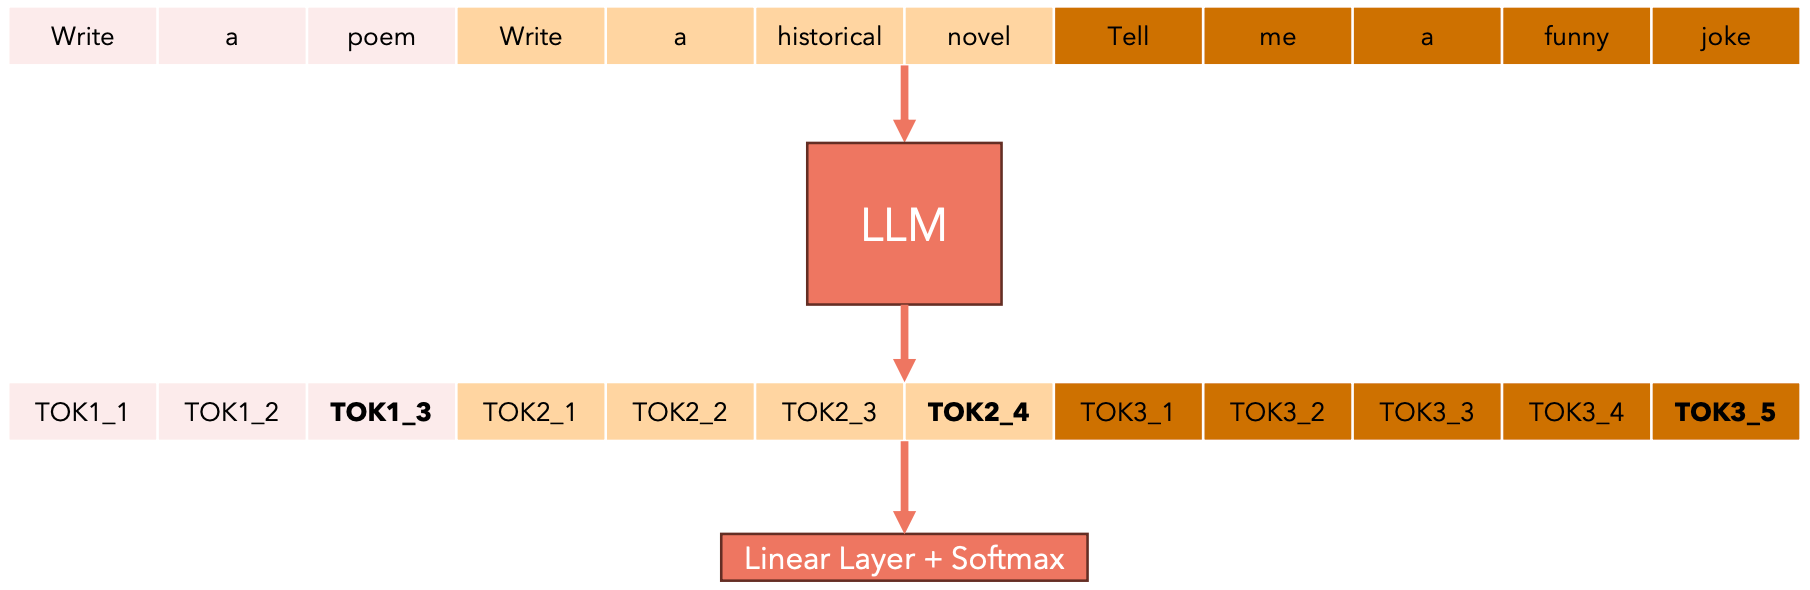 Write a poem Write a historical novel Tell me a funny joke
LLM
TOK1_1 TOK1_2 TOK1_3 TOK2_1 TOK2_2 TOK2_3 TOK2_4 TOK3_1 TOK3_2 TOK3_3 TOK3_4 TOK3_5
Linear Layer + Softmax